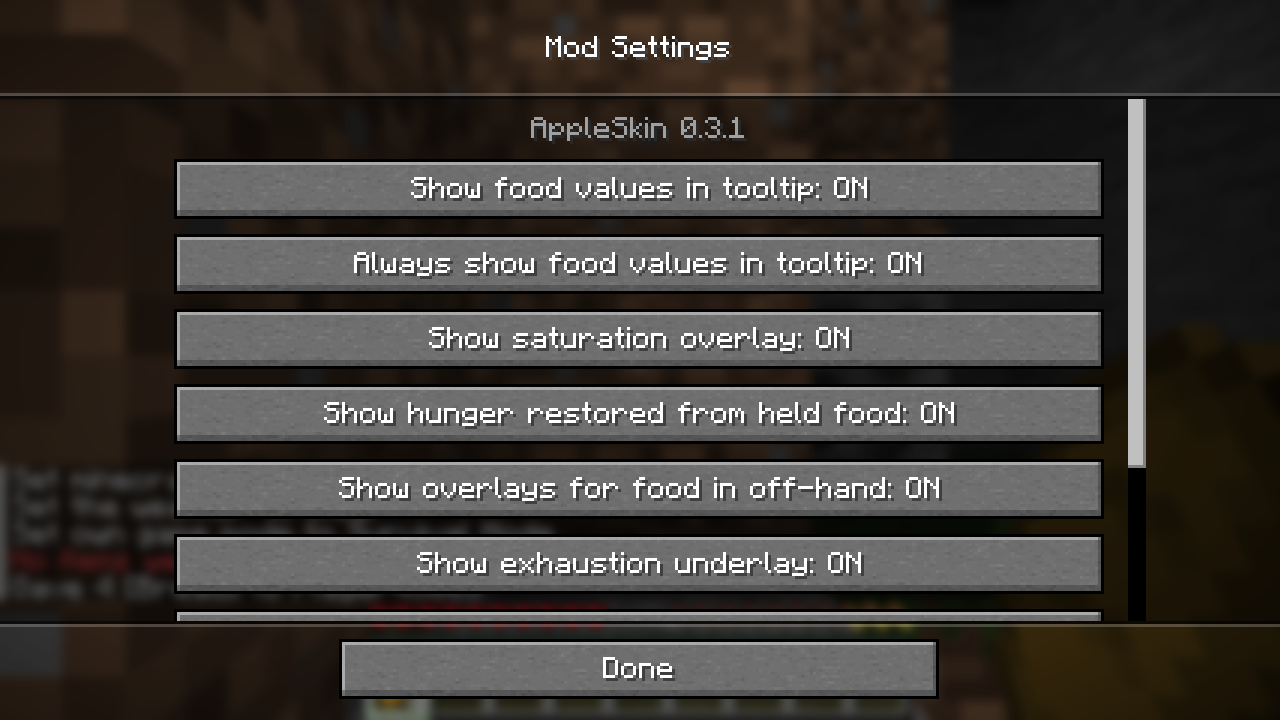 Mod Settings
AppleSkin 0.3.1
Show food values in tooltip: ON
Always show food values in tooltip: ON
Show saturation overlay: ON
Show hunger restored from held food: ON
Show overlays for food in off-hand: ON
Show exhaustion underlay: ON
Done